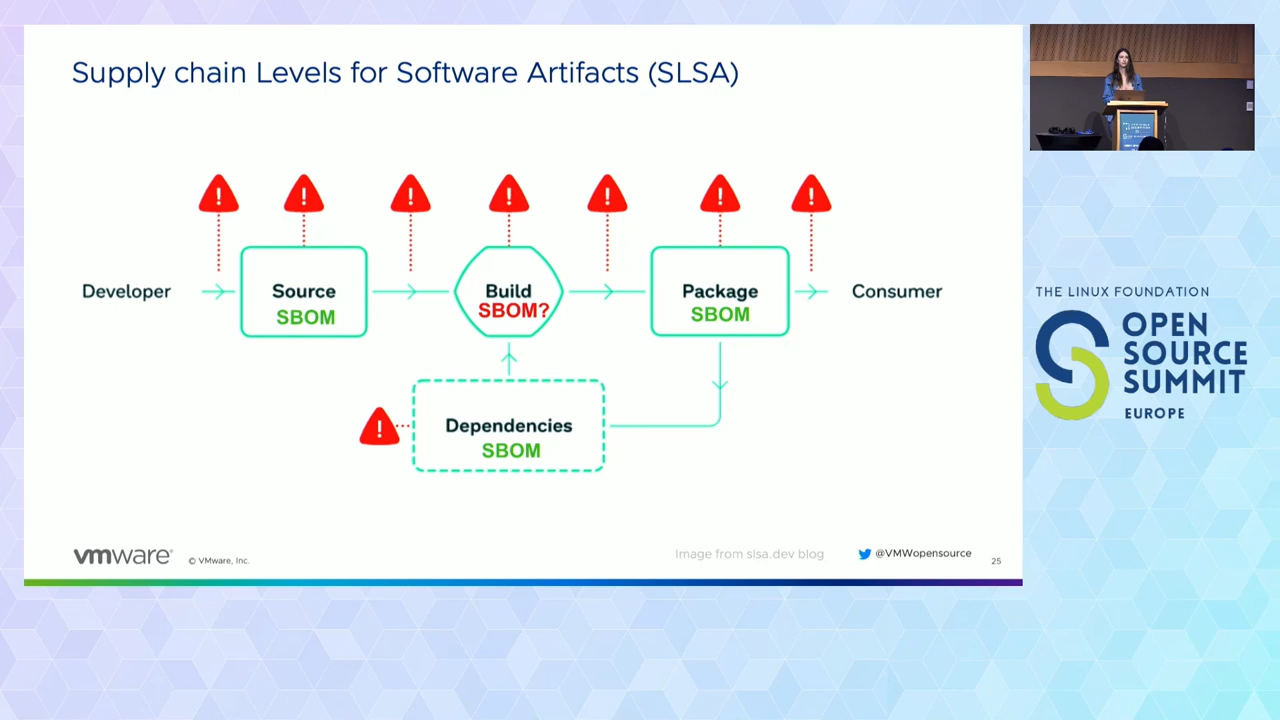 Supply chain Levels for Software Artifacts (SLSA)
!
!
!
!
!
!
!
Developer
Source
SBOM
Build
SBOM?
Package
SBOM
Consumer
!
Dependencies
SBOM
vmware®
© VMware, Inc.
Image from slsa.dev blog
@VMWopensource
25
THE LINUX FOUNDATION
OPEN
SOURCE
SUMMIT
EUROPE